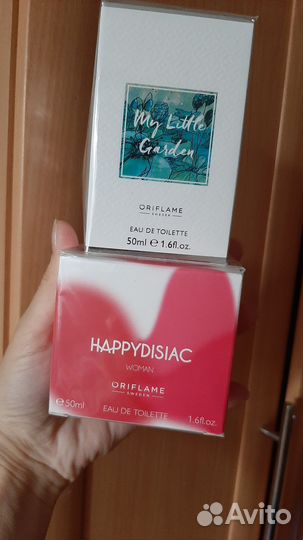 My Little
Garden
ORIFLAME
SWEDEN
EAU DE TOILETTE
50ml ℮ 1.6fl.oz.
HAPPYDISIAC
WOMAN
ORIFLAME
SWEDEN
℮50ml EAU DE TOILETTE 1.6fl.oz.
Avito